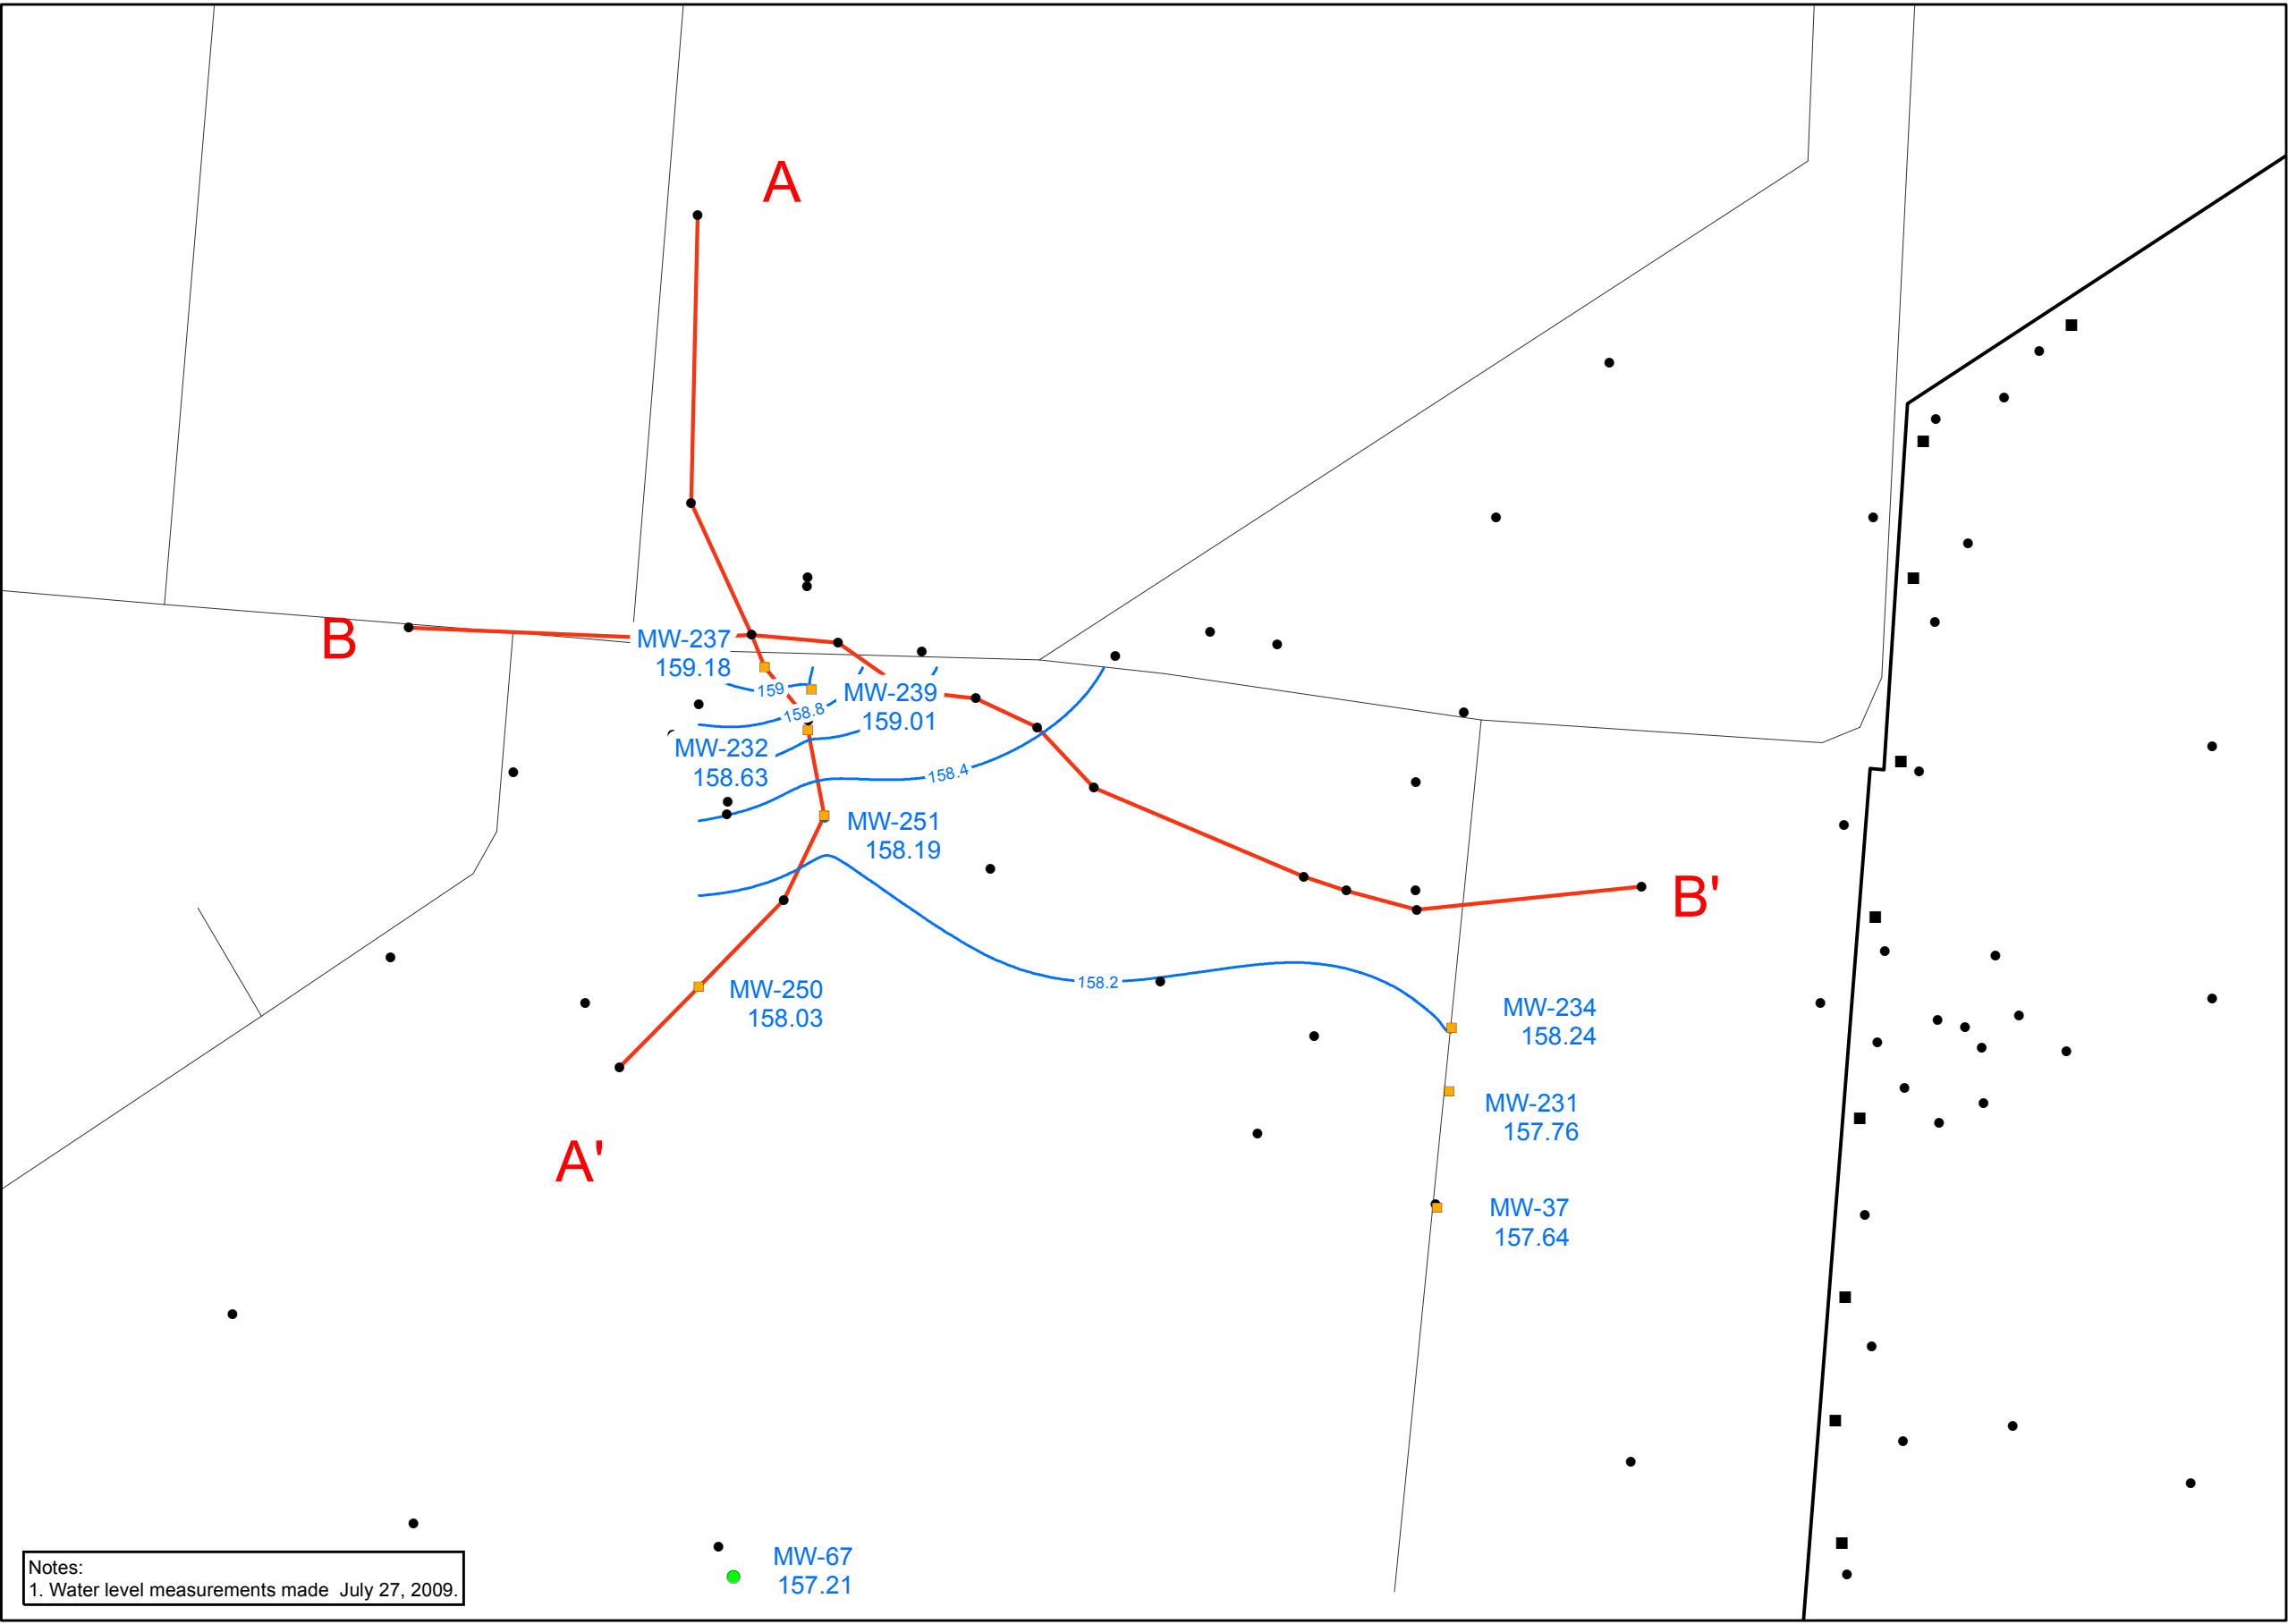 A
B
MW-237
159.18
159
MW-239
159.01
158.8
MW-232
158.63
158.4
MW-251
158.19
B'
158.2
MW-250
158.03
MW-234
158.24
MW-231
157.76
A'
MW-37
157.64
MW-67
157.21
Notes:
1. Water level measurements made July 27, 2009.